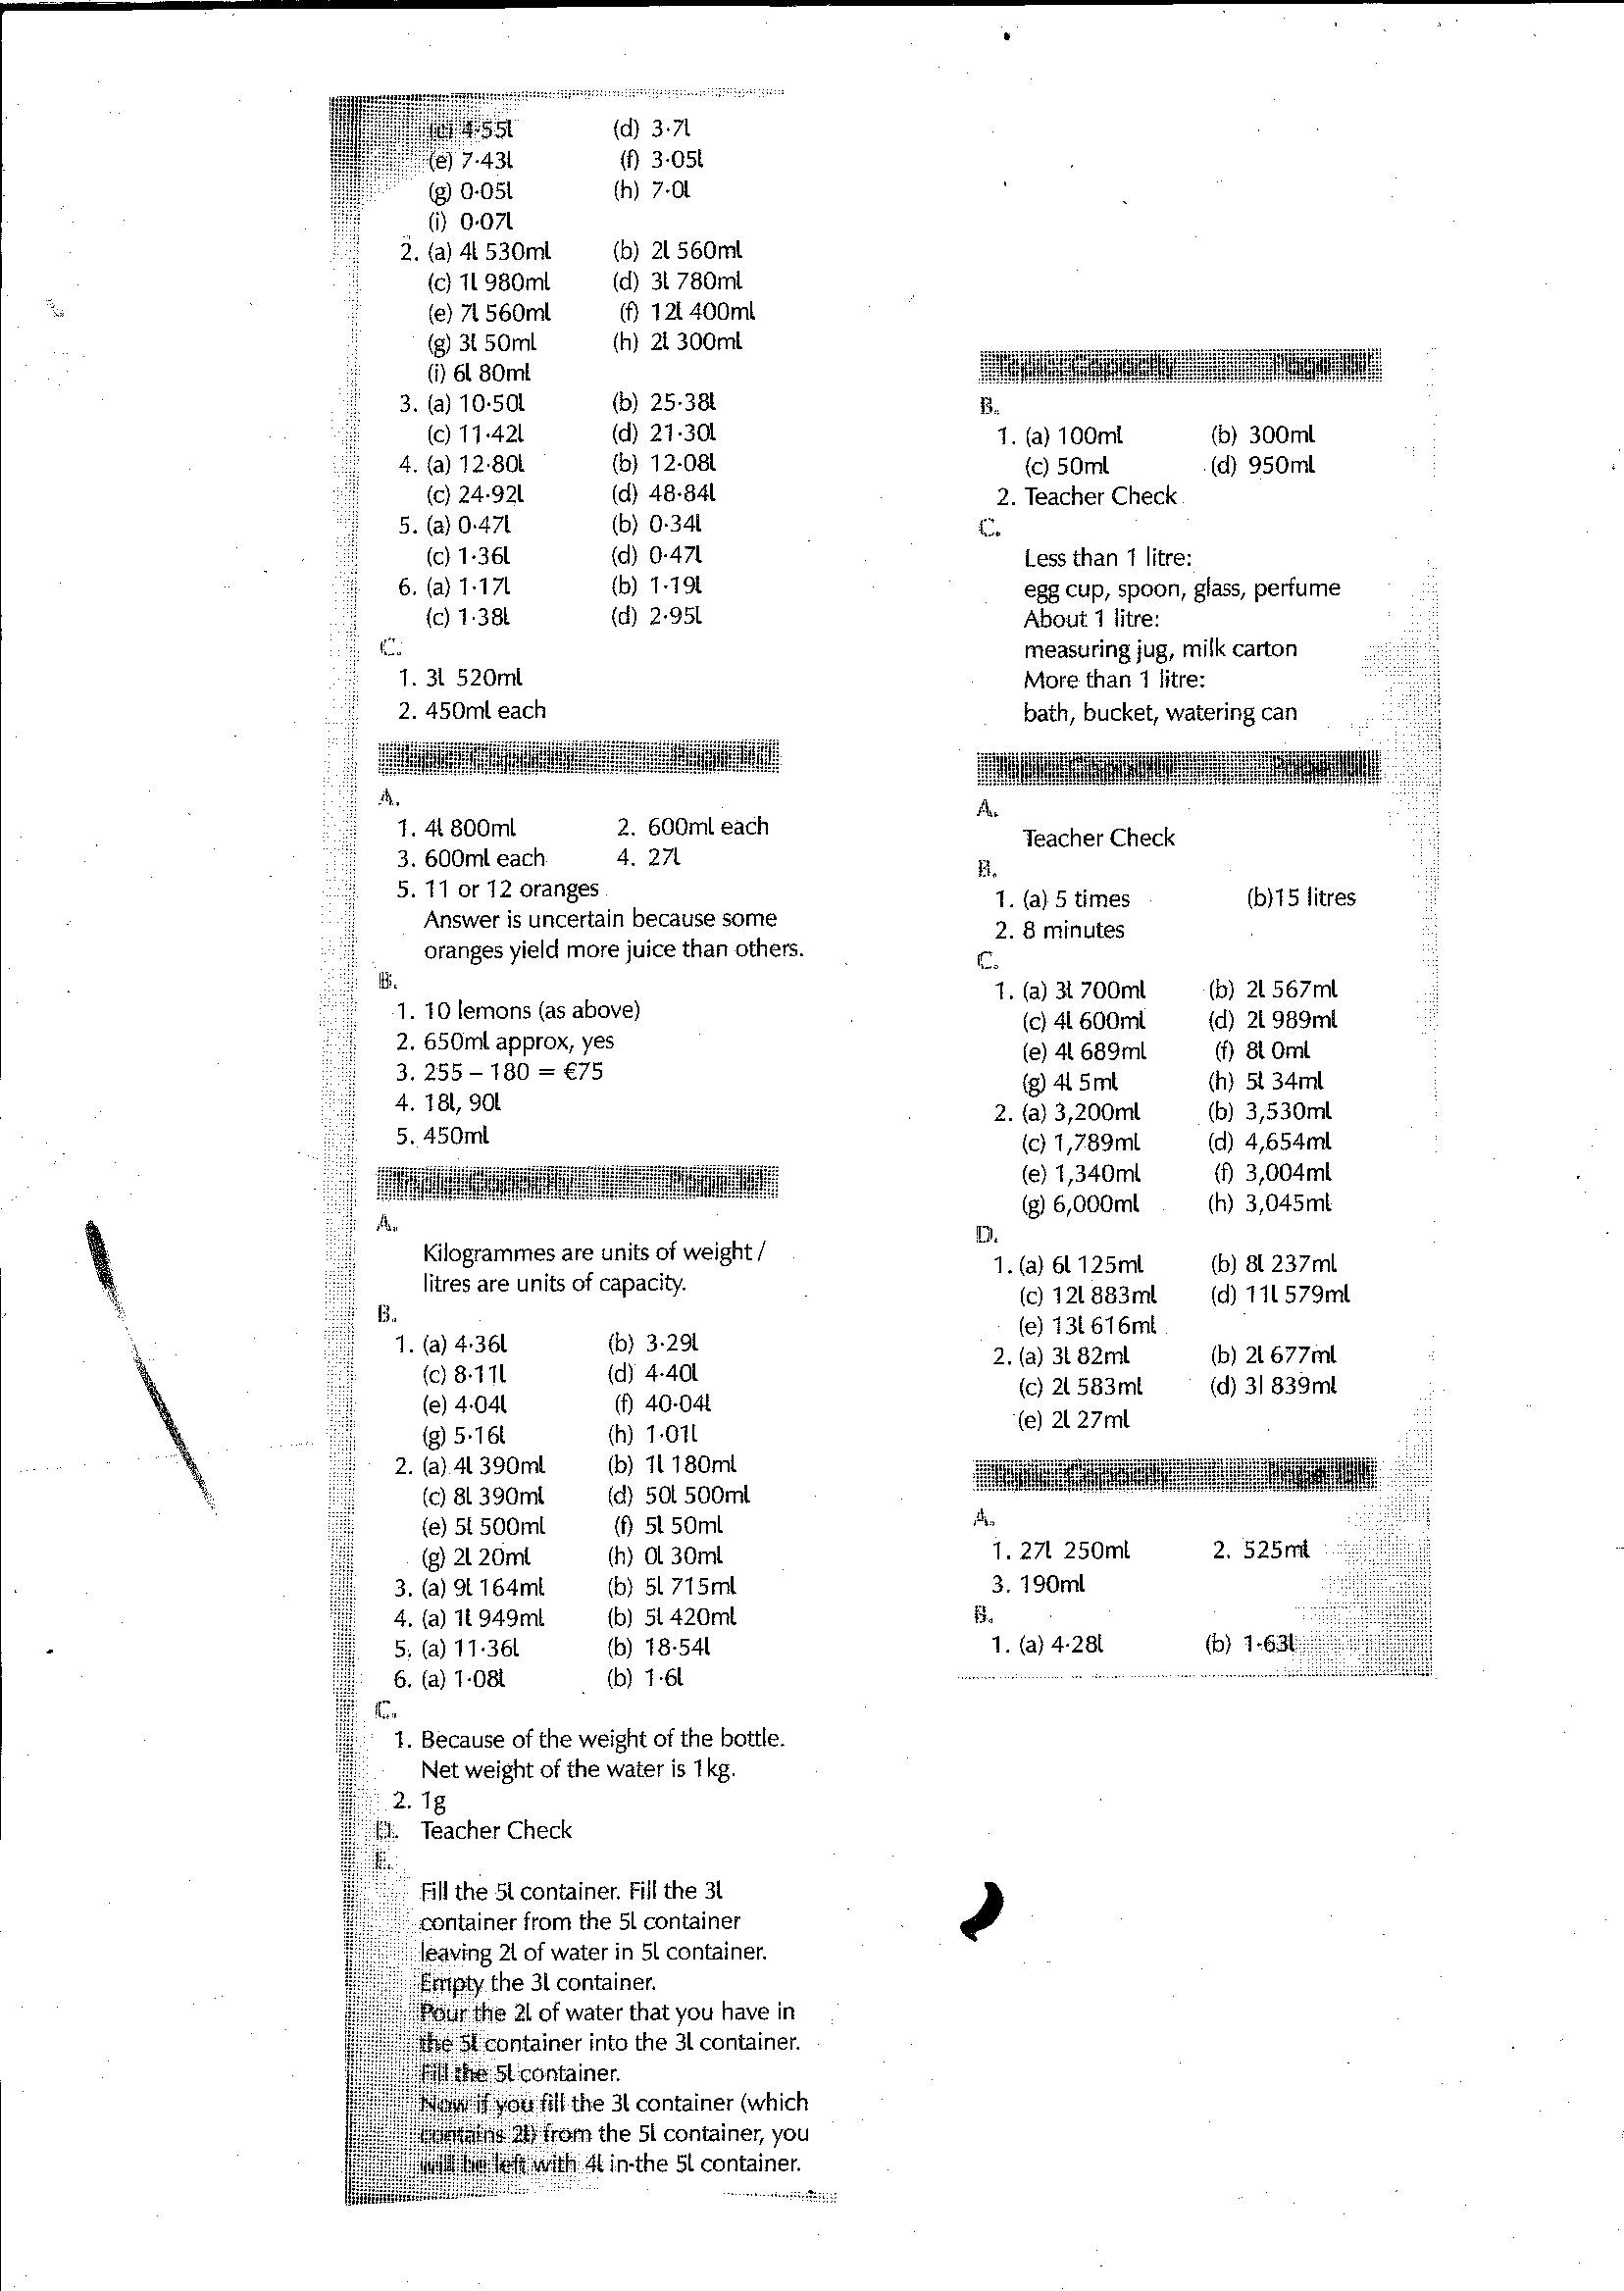 (c) 4·55l (d) 3·7l
(e) 7·43l (f) 3·05l
(g) 0·05l (h) 7·0l
(i) 0·07l
2. (a) 4l 530ml (b) 2l 560ml
(c) 1l 980ml (d) 3l 780ml
(e) 7l 560ml (f) 12l 400ml
(g) 3l 50ml (h) 2l 300ml
(i) 6l 80ml
3. (a) 10·50l (b) 25·38l
(c) 11·42l (d) 21·30l
4. (a) 12·80l (b) 12·08l
(c) 24·92l (d) 48·84l
5. (a) 0·47l (b) 0·34l
(c) 1·36l (d) 0·47l
6. (a) 1·17l (b) 1·19l
(c) 1·38l (d) 2·95l
C.
1. 3l 520ml
2. 450ml each
Topic: Capacity Page
A.
1. 4l 800ml 2. 600ml each
3. 600ml each 4. 27l
5. 11 or 12 oranges
Answer is uncertain because some
oranges yield more juice than others.
B.
1. 10 lemons (as above)
2. 650ml approx, yes
3. 255 – 180 = €75
4. 18l, 90l
5. 450ml
Topic: Capacity Page
A.
Kilogrammes are units of weight /
litres are units of capacity.
B.
1. (a) 4·36l (b) 3·29l
(c) 8·11l (d) 4·40l
(e) 4·04l (f) 40·04l
(g) 5·16l (h) 1·01l
2. (a) 4l 390ml (b) 1l 180ml
(c) 8l 390ml (d) 50l 500ml
(e) 5l 500ml (f) 5l 50ml
(g) 2l 20ml (h) 0l 30ml
3. (a) 9l 164ml (b) 5l 715ml
4. (a) 1l 949ml (b) 5l 420ml
5. (a) 11·36l (b) 18·54l
6. (a) 1·08l (b) 1·6l
C.
1. Because of the weight of the bottle.
Net weight of the water is 1kg.
2. 1g
D. Teacher Check
E.
Fill the 5l container. Fill the 3l
container from the 5l container
leaving 2l of water in 5l container.
Empty the 3l container.
Pour the 2l of water that you have in
the 5l container into the 3l container.
Fill the 5l container.
Now if you fill the 3l container (which
contains 2l) from the 5l container, you
will be left with 4l in the 5l container.
Topic: Capacity Page
B.
1. (a) 100ml (b) 300ml
(c) 50ml (d) 950ml
2. Teacher Check
C.
Less than 1 litre:
egg cup, spoon, glass, perfume
About 1 litre:
measuring jug, milk carton
More than 1 litre:
bath, bucket, watering can
Topic: Capacity Page
A.
Teacher Check
B.
1. (a) 5 times (b)15 litres
2. 8 minutes
C.
1. (a) 3l 700ml (b) 2l 567ml
(c) 4l 600ml (d) 2l 989ml
(e) 4l 689ml (f) 8l 0ml
(g) 4l 5ml (h) 5l 34ml
2. (a) 3,200ml (b) 3,530ml
(c) 1,789ml (d) 4,654ml
(e) 1,340ml (f) 3,004ml
(g) 6,000ml (h) 3,045ml
D.
1. (a) 6l 125ml (b) 8l 237ml
(c) 12l 883ml (d) 11l 579ml
(e) 13l 616ml
2. (a) 3l 82ml (b) 2l 677ml
(c) 2l 583ml (d) 3l 839ml
(e) 2l 27ml
Topic: Capacity Page
A.
1. 27l 250ml 2. 525ml
3. 190ml
B.
1. (a) 4·28l (b) 1·63l